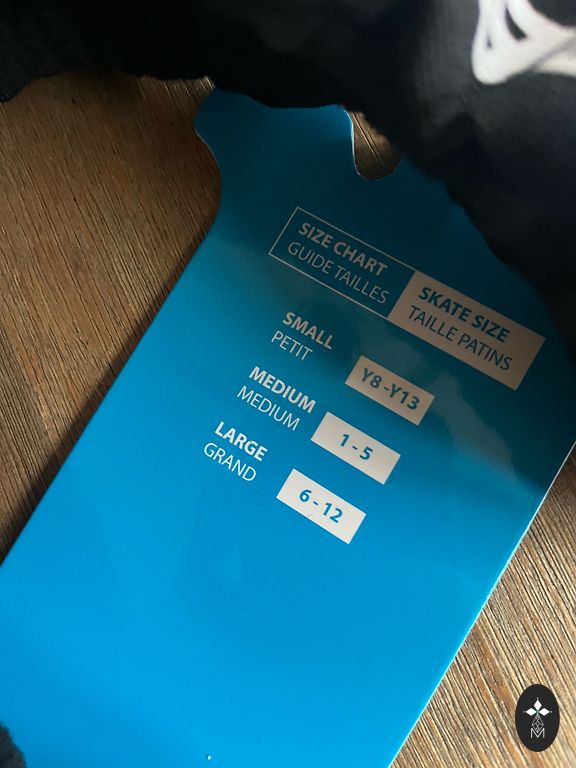 SIZE CHART
GUIDE TAILLES
SKATE SIZE
TAILLE PATINS
SMALL
PETIT
Y8-Y13
MEDIUM
MEDIUM
1 - 5
LARGE
GRAND
6 - 12